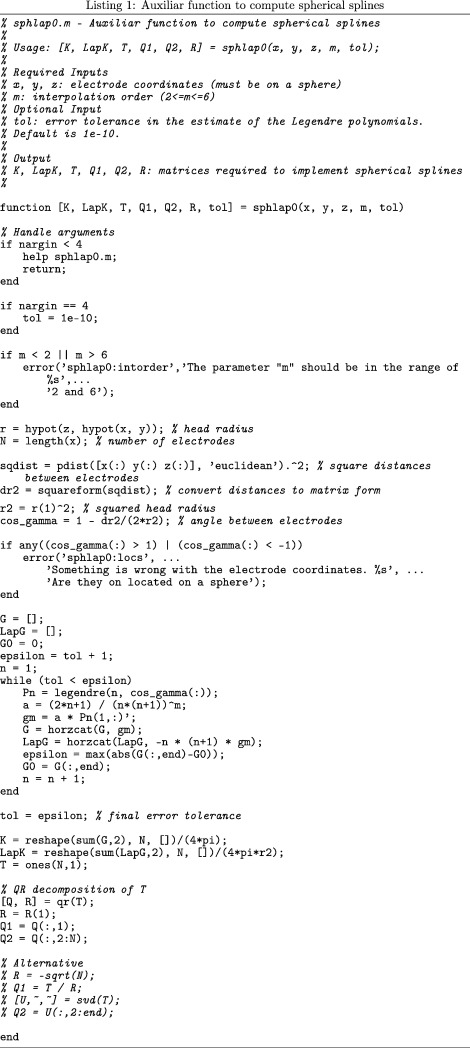 Listing 1: Auxiliar function to compute spherical splines
% sphlap0.m - Auxiliar function to compute spherical splines
%
% Usage: [K, LapK, T, Q1, Q2, R] = sphlap0(x, y, z, m, tol);
%
% Required Inputs
% x, y, z: electrode coordinates (must be on a sphere)
% m: interpolation order (2<=m<=6)
% Optional Input
% tol: error tolerance in the estimate of the Legendre polynomials.
% Default is 1e-10.
%
% Output
% K, LapK, T, Q1, Q2, R: matrices required to implement spherical splines
%
function [K, LapK, T, Q1, Q2, R, tol] = sphlap0(x, y, z, m, tol)
% Handle arguments
if nargin < 4
help sphlap0.m;
return;
end
if nargin == 4
tol = 1e-10;
end
if m < 2 || m > 6
error('sphlap0:intorder','The parameter "m" should be in the range of
%s',...
'2 and 6');
end
r = hypot(z, hypot(x, y)); % head radius
N = length(x); % number of electrodes
sqdist = pdist([x(:) y(:) z(:)], 'euclidean').^2; % square distances
between electrodes
dr2 = squareform(sqdist); % convert distances to matrix form
r2 = r(1)^2; % squared head radius
cos_gamma = 1 - dr2/(2*r2); % angle between electrodes
if any((cos_gamma(:) > 1) | (cos_gamma(:) < -1))
error('sphlap0:locs', ...
'Something is wrong with the electrode coordinates. %s', ...
'Are they on located on a sphere');
end
G = [];
LapG = [];
G0 = 0;
epsilon = tol + 1;
n = 1;
while (tol < epsilon)
Pn = legendre(n, cos_gamma(:));
a = (2*n+1) / (n*(n+1))^m;
gm = a * Pn(1,:)';
G = horzcat(G, gm);
LapG = horzcat(LapG, -n * (n+1) * gm);
epsilon = max(abs(G(:,end)-G0));
G0 = G(:,end);
n = n + 1;
end
tol = epsilon; % final error tolerance
K = reshape(sum(G,2), N, [])/(4*pi);
LapK = reshape(sum(LapG,2), N, [])/(4*pi*r2);
T = ones(N,1);
% QR decomposition of T
[Q, R] = qr(T);
R = R(1);
Q1 = Q(:,1);
Q2 = Q(:,2:N);
% Alternative
% R = -sqrt(N);
% Q1 = T / R;
% [U,~,~] = svd(T);
% Q2 = U(:,2:end);
end